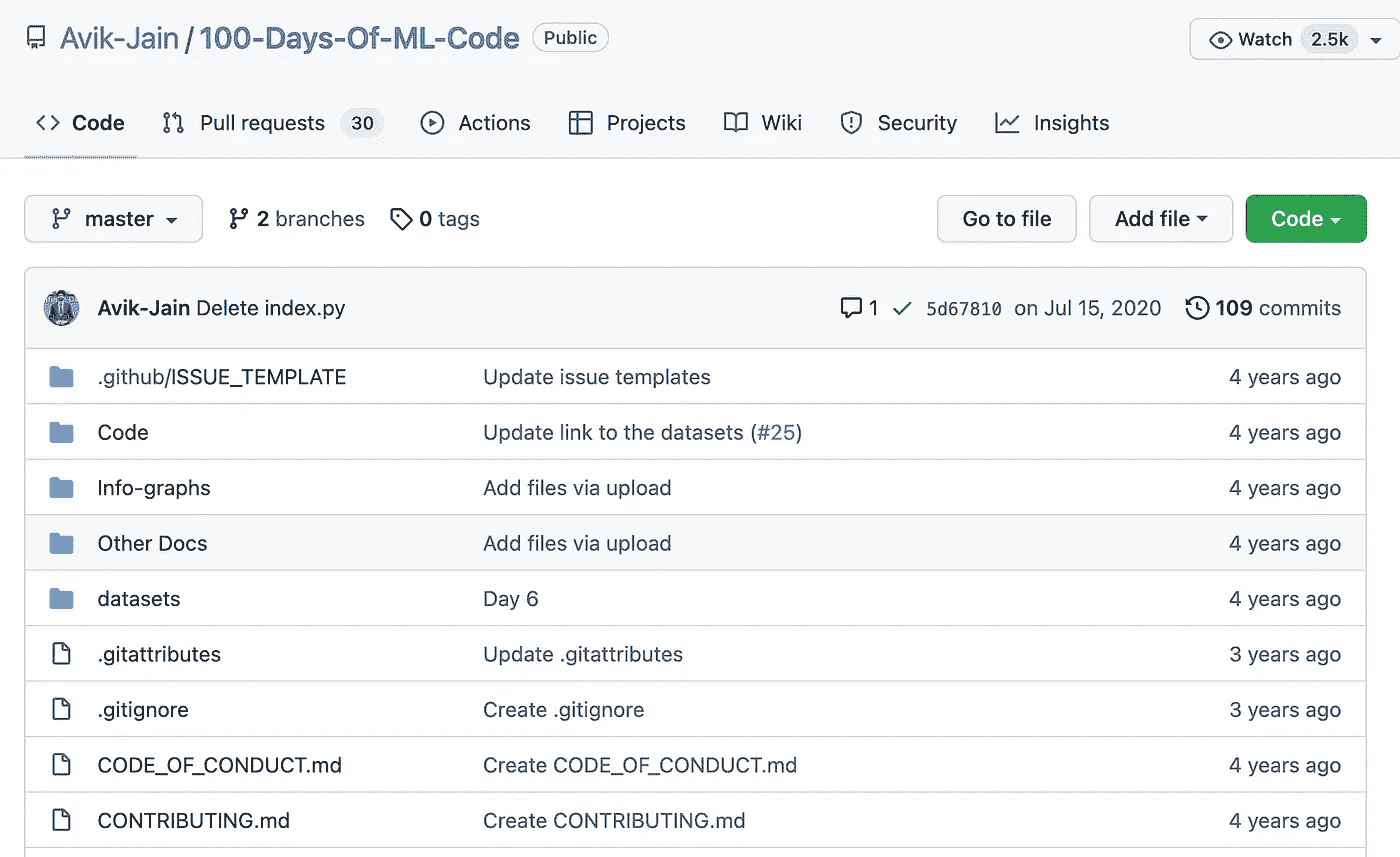 Avik-Jain / 100-Days-Of-ML-Code Public Watch 2.5k
Code Pull requests 30 Actions Projects Wiki Security Insights
master 2 branches 0 tags Go to file Add file Code
Avik-Jain Delete index.py 1 5d67810 on Jul 15, 2020 109 commits
.github/ISSUE_TEMPLATE Update issue templates 4 years ago
Code Update link to the datasets (#25) 4 years ago
Info-graphs Add files via upload 4 years ago
Other Docs Add files via upload 4 years ago
datasets Day 6 4 years ago
.gitattributes Update .gitattributes 3 years ago
.gitignore Create .gitignore 3 years ago
CODE_OF_CONDUCT.md Create CODE_OF_CONDUCT.md 4 years ago
CONTRIBUTING.md Create CONTRIBUTING.md 4 years ago